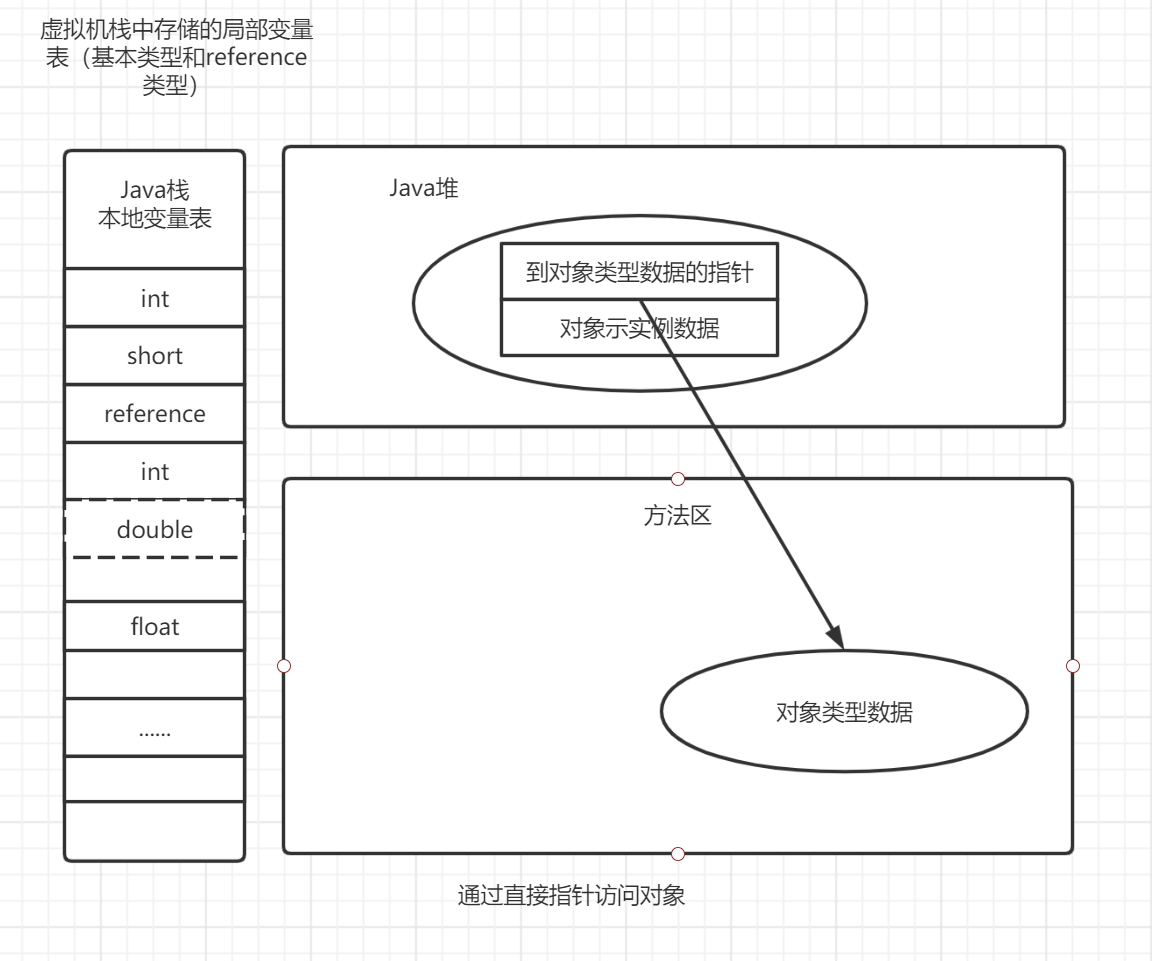 虚拟机栈中存储的局部变量
表（基本类型和reference
类型）
Java栈
本地变量表
int
short
reference
int
double
float
......
Java堆
到对象类型数据的指针
对象示实例数据
方法区
对象类型数据
通过直接指针访问对象